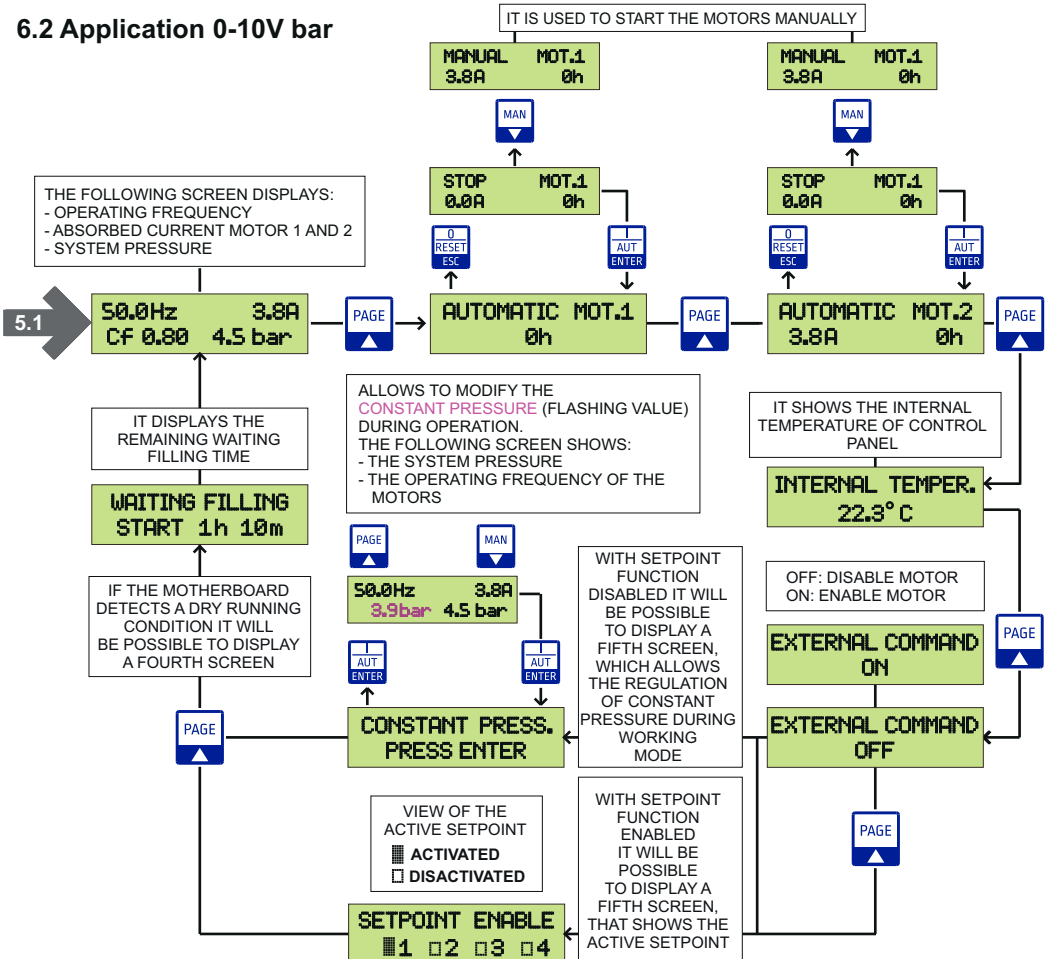 6.2 Application 0-10V bar
IT IS USED TO START THE MOTORS MANUALLY
MANUAL MOT.1
3.8A 0h
MANUAL MOT.1
3.8A 0h
MAN
MAN
STOP MOT.1
0.0A 0h
STOP MOT.1
0.0A 0h
THE FOLLOWING SCREEN DISPLAYS:
- OPERATING FREQUENCY
- ABSORBED CURRENT MOTOR 1 AND 2
- SYSTEM PRESSURE
0
RESET
ESC
I
AUT
ENTER
0
RESET
ESC
I
AUT
ENTER
5.1
50.0Hz 3.8A
Cf 0.80 4.5 bar
PAGE
AUTOMATIC MOT.1
0h
PAGE
AUTOMATIC MOT.2
3.8A 0h
PAGE
IT DISPLAYS THE
REMAINING WAITING
FILLING TIME
ALLOWS TO MODIFY THE
CONSTANT PRESSURE (FLASHING VALUE)
DURING OPERATION.
THE FOLLOWING SCREEN SHOWS:
- THE SYSTEM PRESSURE
- THE OPERATING FREQUENCY OF THE
MOTORS
IT SHOWS THE INTERNAL
TEMPERATURE OF CONTROL
PANEL
INTERNAL TEMPER.
22.3° C
WAITING FILLING
START 1h 10m
PAGE
MAN
50.0Hz 3.8A
3.9bar 4.5 bar
I
AUT
ENTER
I
AUT
ENTER
IF THE MOTHERBOARD
DETECTS A DRY RUNNING
CONDITION IT WILL
BE POSSIBLE TO DISPLAY
A FOURTH SCREEN
WITH SETPOINT
FUNCTION
DISABLED IT WILL
BE POSSIBLE
TO DISPLAY A
FIFTH SCREEN,
WHICH ALLOWS
THE REGULATION
OF CONSTANT
PRESSURE DURING
WORKING
MODE
OFF: DISABLE MOTOR
ON: ENABLE MOTOR
PAGE
EXTERNAL COMMAND
ON
EXTERNAL COMMAND
OFF
PAGE
CONSTANT PRESS.
PRESS ENTER
VIEW OF THE
ACTIVE SETPOINT
ACTIVATED
DISACTIVATED
WITH SETPOINT
FUNCTION
ENABLED
IT WILL BE
POSSIBLE
TO DISPLAY A
FIFTH SCREEN,
THAT SHOWS THE
ACTIVE SETPOINT
PAGE
SETPOINT ENABLE
1 2 3 4